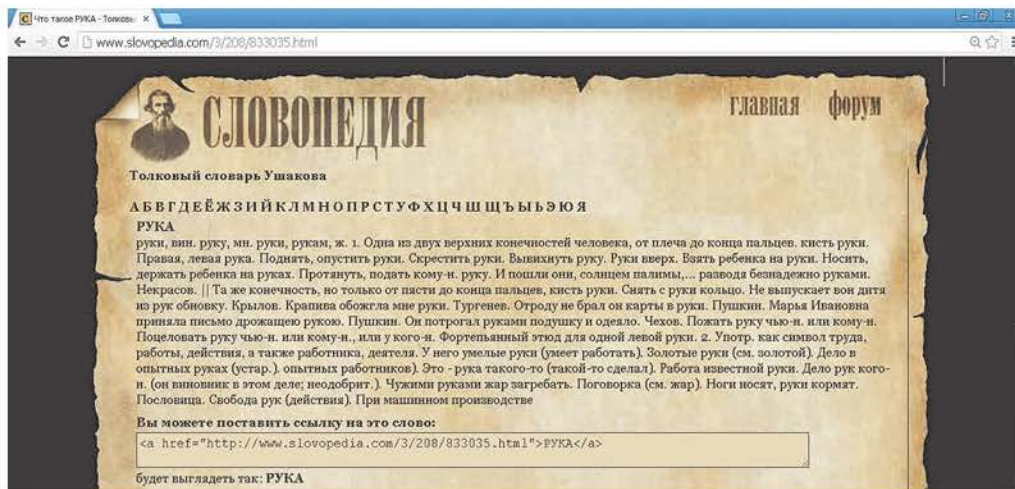 Что такое РУКА - Толковы
www.slovopedia.com/3/208/833035.html
СЛОВОПЕДИЯ
главная форум
Толковый словарь Ушакова
А Б В Г Д Е Ё Ж З И Й К Л М Н О П Р С Т У Ф Х Ц Ч Ш Щ Ъ Ы Ь Э Ю Я
РУКА
руки, вин. руку, мн. руки, рукам, ж. 1. Одна из двух верхних конечностей человека, от плеча до конца пальцев. кисть руки.
Правая, левая рука. Поднять, опустить руки. Скрестить руки. Вывихнуть руку. Руки вверх. Взять ребенка на руки. Носить,
держать ребенка на руках. Протянуть, подать кому-н. руку. И пошли они, солнцем палимы,... разводя безнадежно руками.
Некрасов. || Та же конечность, но только от пясти до конца пальцев, кисть руки. Снять с руки кольцо. Не выпускает вон дитя
из рук обновку. Крылов. Крапива обожгла мне руки. Тургенев. Отроду не брал он карты в руки. Пушкин. Марья Ивановна
приняла письмо дрожащею рукою. Пушкин. Он потрогал руками подушку и одеяло. Чехов. Пожать руку чью-н. или кому-н.
Поцеловать руку чью-н. или кому-н., или у кого-н. Фортепьянный этюд для одной левой руки. 2. Употр. как символ труда,
работы, действия, а также работника, деятеля. У него умелые руки (умеет работать). Золотые руки (см. золотой). Дело в
опытных руках (устар.). опытных работников). Это - рука такого-то (такой-то сделал). Работа известной руки. Дело рук кого-
н. (он виновник в этом деле; неодобрит.). Чужими руками жар загребать. Поговорка (см. жар). Ноги носят, руки кормят.
Пословица. Свобода рук (действия). При машинном производстве
Вы можете поставить ссылку на это слово:
<a href="http://www.slovopedia.com/3/208/833035.html">РУКА</a>
будет выглядеть так: РУКА